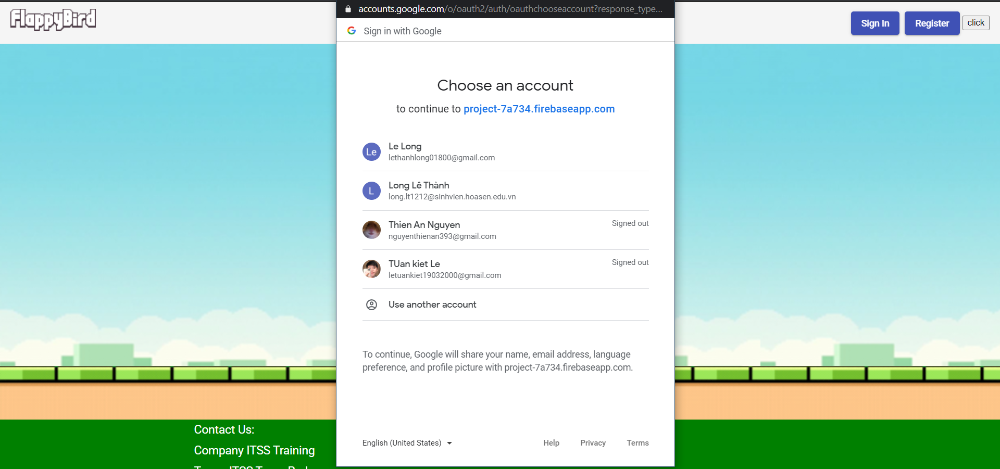 accounts.google.com/o/oauth2/auth/oauthchooseaccount?response_type...
FlappyBird
Sign In
Register
click
Sign in with Google
Choose an account
to continue to project-7a734.firebaseapp.com
Le
Le Long
lethanhlong01800@gmail.com
L
Long Lê Thành
long.lt1212@sinhvien.hoasen.edu.vn
Thien An Nguyen
Signed out
nguyenthienan393@gmail.com
TUan kiet Le
Signed out
letuankiet19032000@gmail.com
Use another account
To continue, Google will share your name, email address, language
preference, and profile picture with project-7a734.firebaseapp.com.
English (United States)
Help
Privacy
Terms
Contact Us:
Company ITSS Training